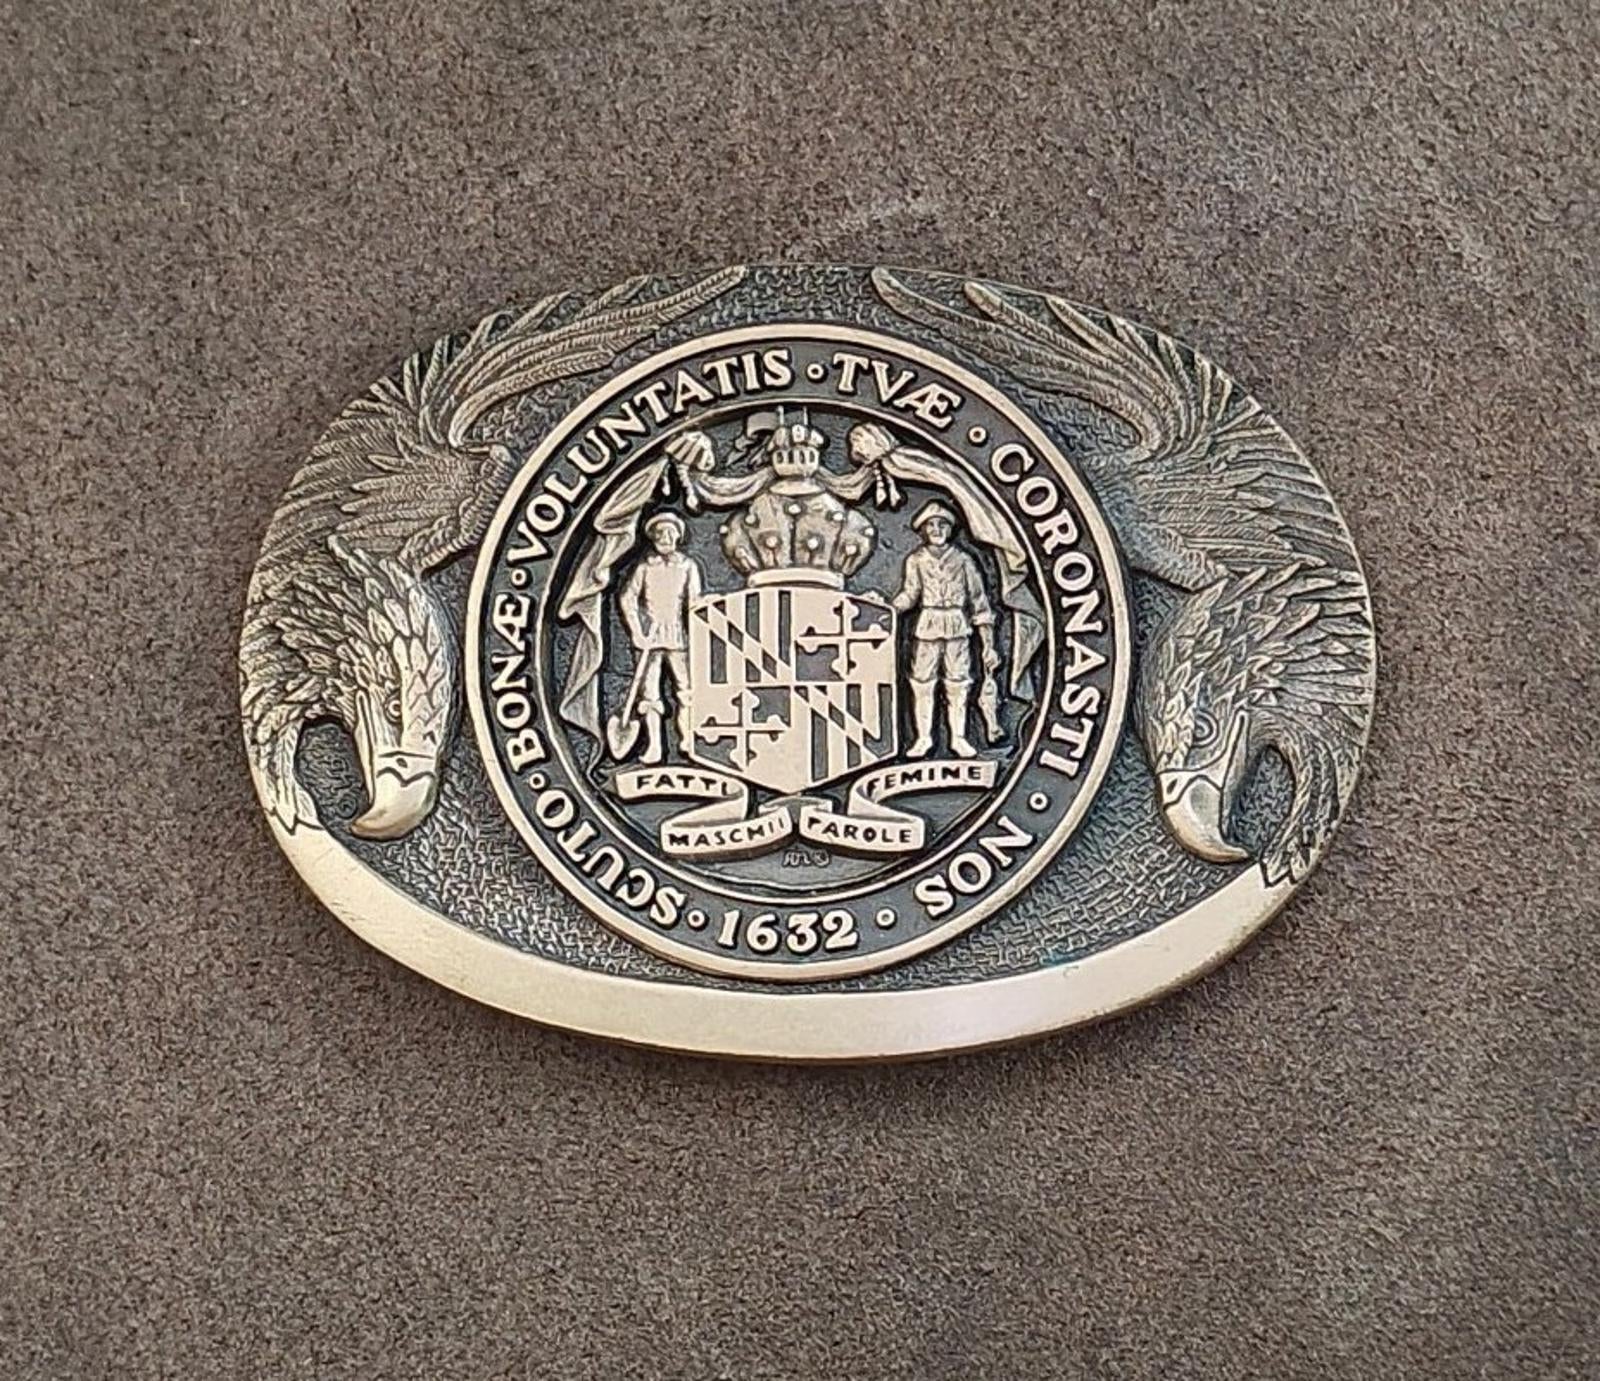 SCUTO · BONÆ · VOLUNTATIS · TVÆ · CORONASTI · NOS · 1632 ·
FATTI MASCHII PAROLE FEMINE